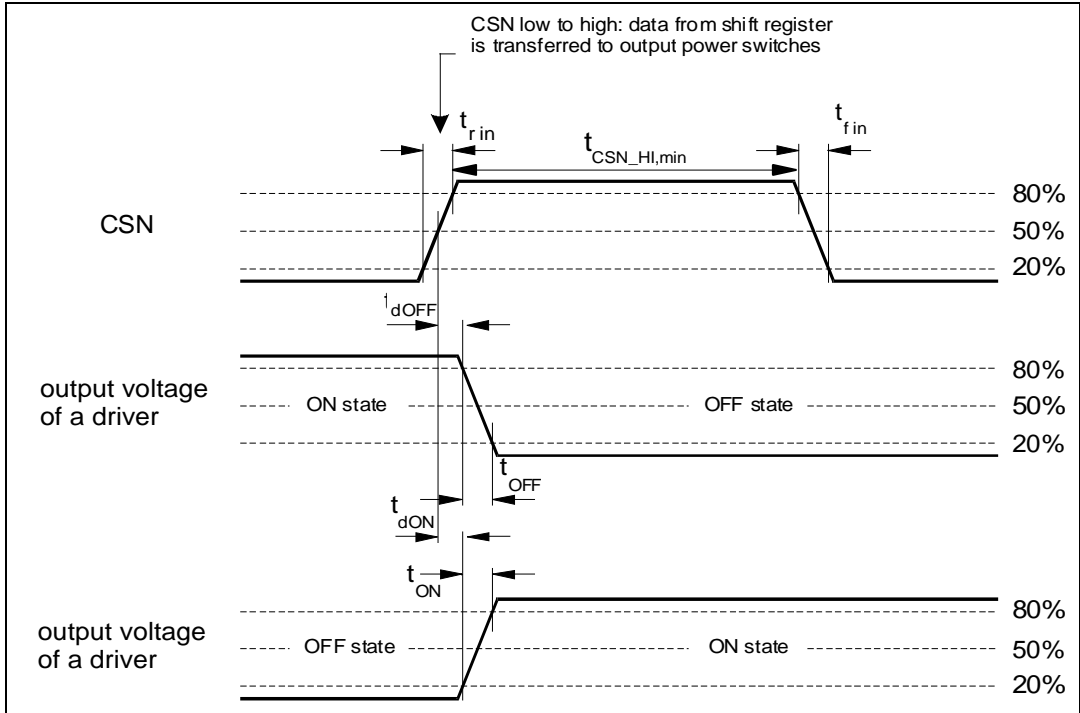 CSN low to high: data from shift register
is transferred to output power switches
t r in
t CSN_HI,min
t f in
CSN
80%
50%
20%
t dOFF
output voltage
of a driver
ON state
OFF state
80%
50%
20%
t OFF
t dON
t ON
output voltage
of a driver
OFF state
ON state
80%
50%
20%